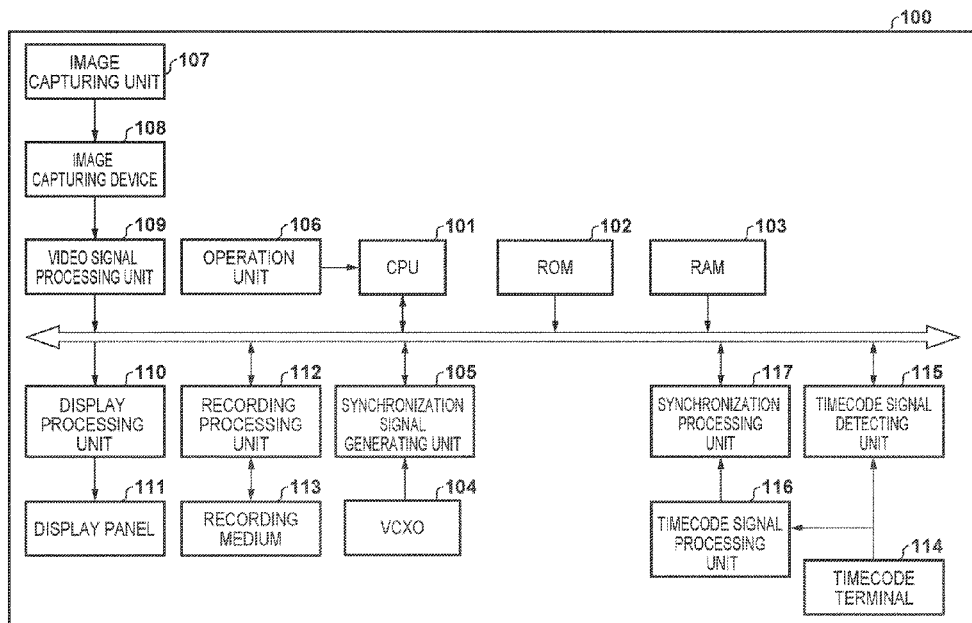 100
IMAGE
CAPTURING UNIT
107
108
IMAGE
CAPTURING DEVICE
109
VIDEO SIGNAL
PROCESSING UNIT
106
OPERATION
UNIT
101
CPU
102
ROM
103
RAM
110
DISPLAY
PROCESSING
UNIT
112
RECORDING
PROCESSING
UNIT
105
SYNCHRONIZATION
SIGNAL
GENERATING UNIT
117
SYNCHRONIZATION
PROCESSING
UNIT
115
TIMECODE SIGNAL
DETECTING
UNIT
111
DISPLAY PANEL
113
RECORDING
MEDIUM
104
VCXO
116
TIMECODE SIGNAL
PROCESSING
UNIT
114
TIMECODE
TERMINAL